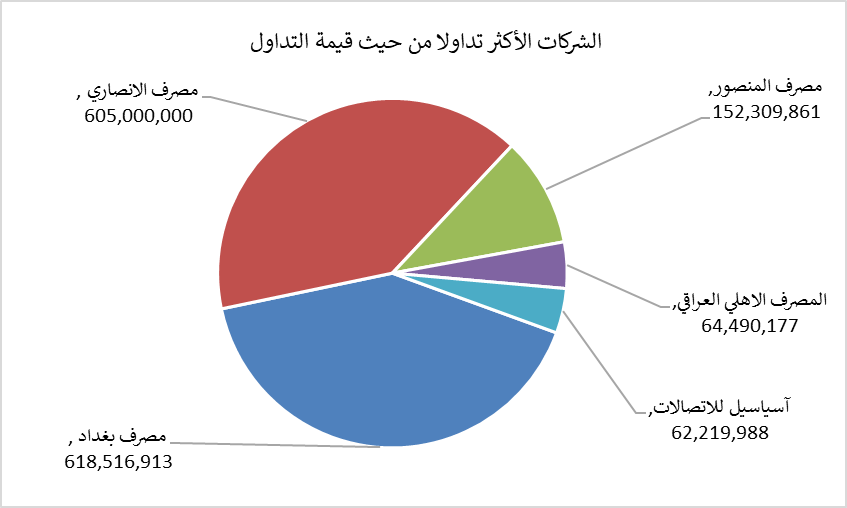 الشركات الأكثر تداولا من حيث قيمة التداول
مصرف المنصور,
152,309,861
مصرف الانصاري ,
605,000,000
المصرف الاهلي العراقي,
64,490,177
آسياسيل للاتصالات,
62,219,988
مصرف بغداد ,
618,516,913